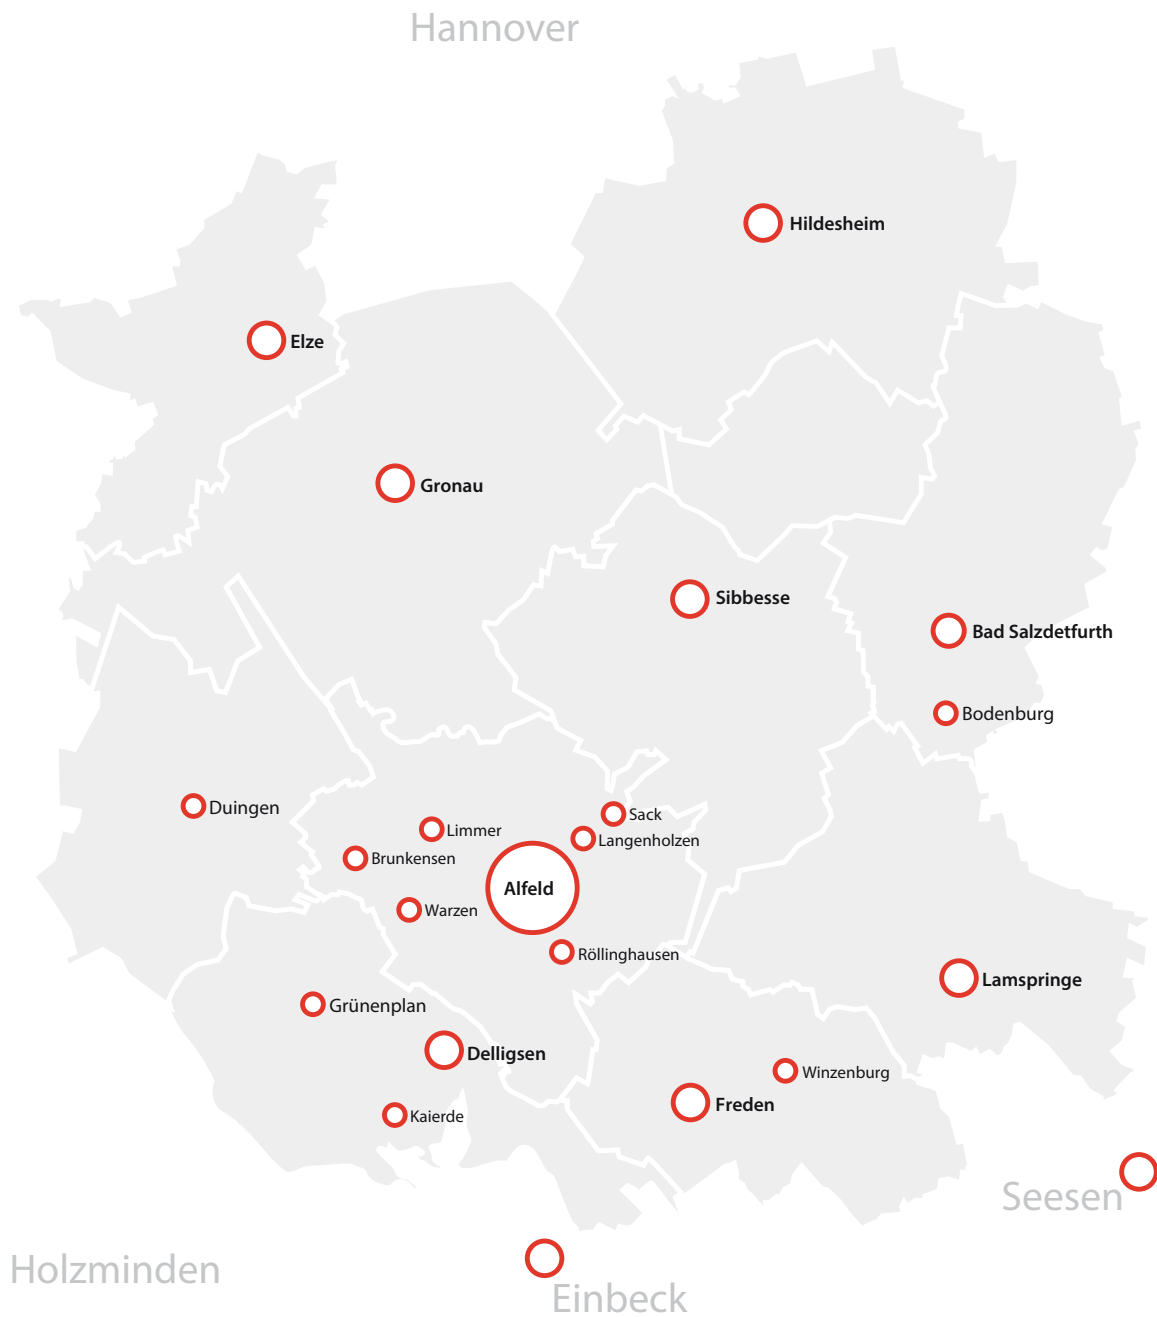 Hannover
Hildesheim
Elze
Gronau
Sibbesse
Bad Salzdetfurth
Bodenburg
Duingen
Sack
Limmer
Langenholzen
Brunkensen
Alfeld
Warzen
Röllinghausen
Lamspringe
Grünenplan
Delligsen
Winzenburg
Freden
Kaierde
Seesen
Holzminden
Einbeck